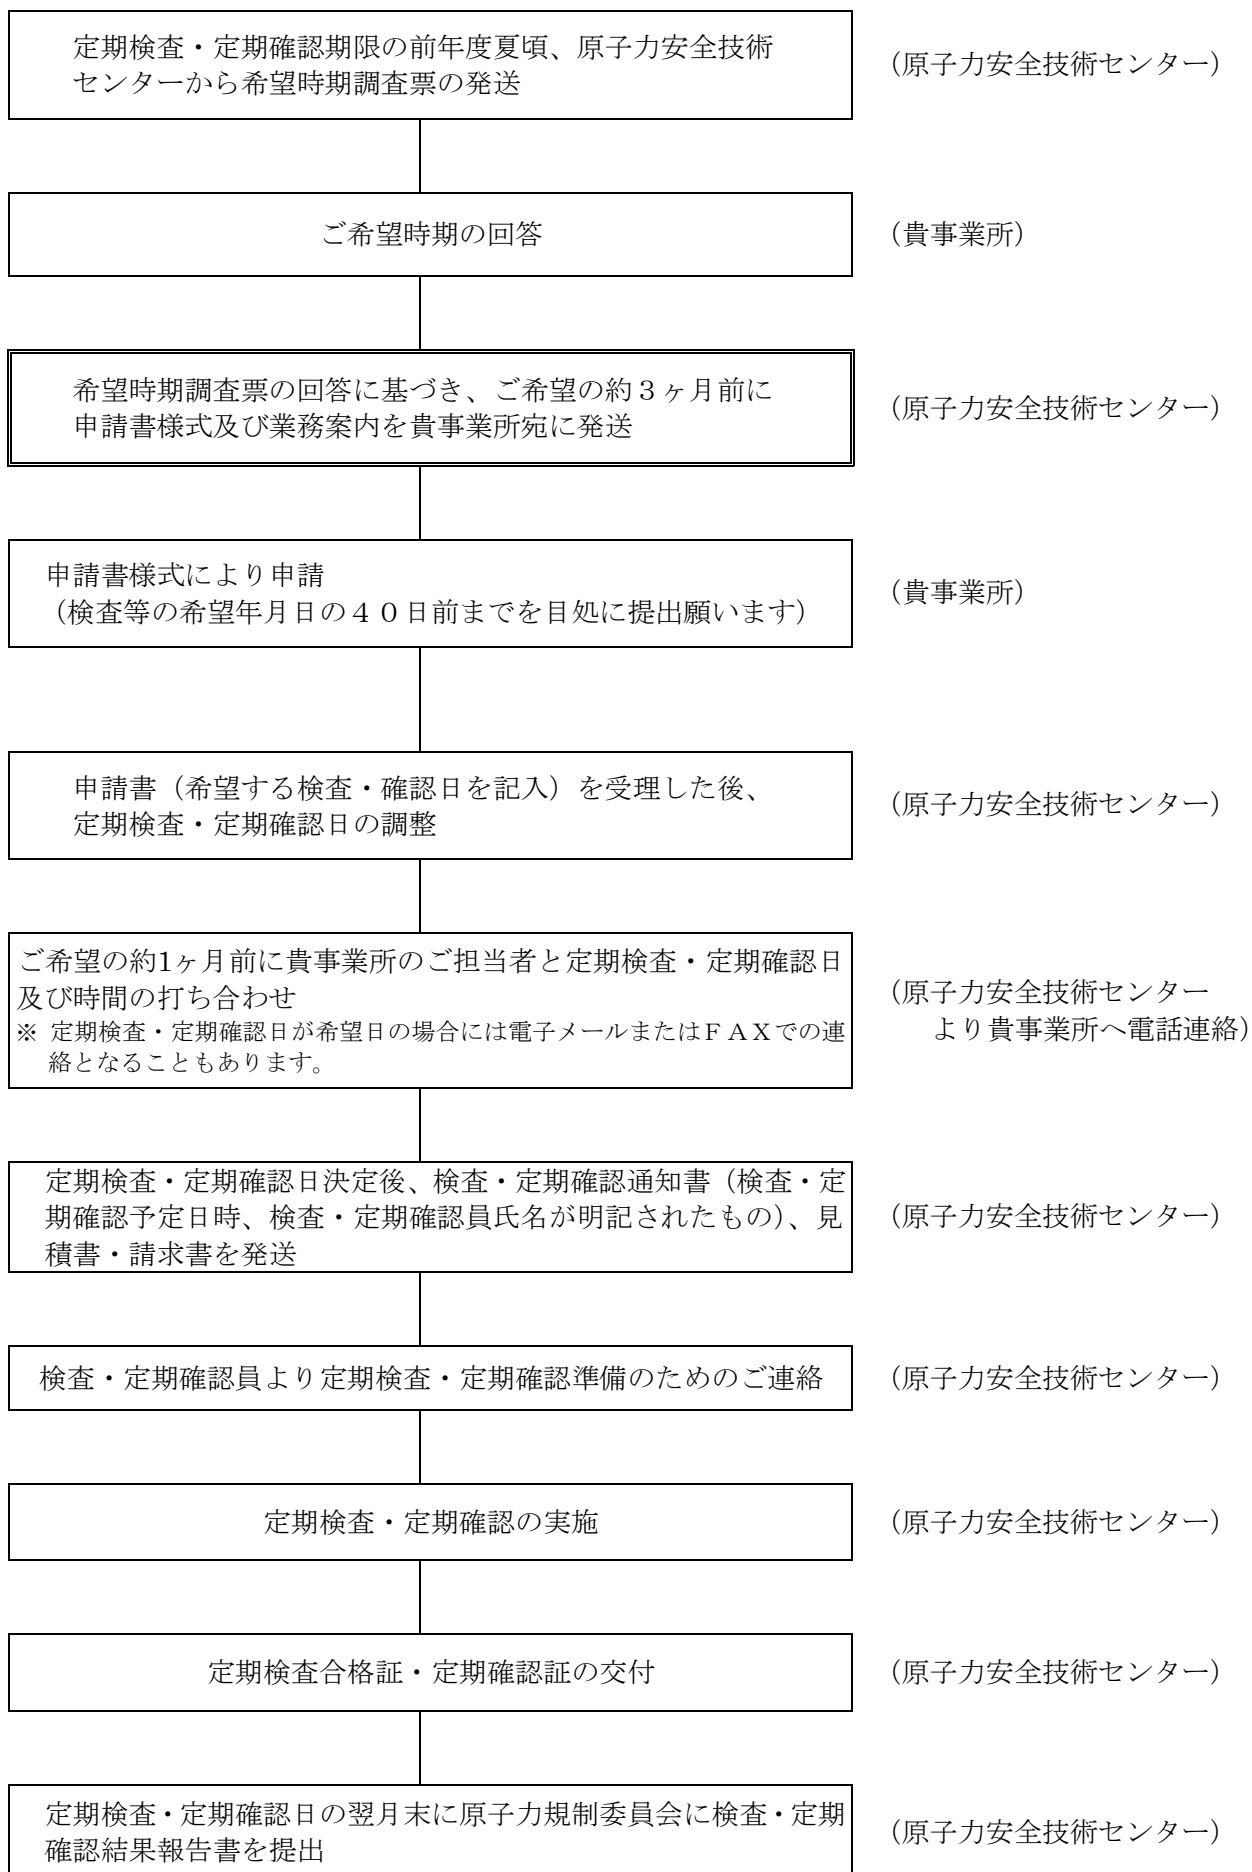 定期検査・定期確認期限の前年度夏頃、原子力安全技術
センターから希望時期調査票の発送
（原子力安全技術センター）
ご希望時期の回答
（貴事業所）
希望時期調査票の回答に基づき、ご希望の約３ヶ月前に
申請書様式及び業務案内を貴事業所宛に発送
（原子力安全技術センター）
申請書様式により申請
（検査等の希望年月日の４０日前までを目処に提出願います）
（貴事業所）
申請書（希望する検査・確認日を記入）を受理した後、
定期検査・定期確認日の調整
（原子力安全技術センター）
ご希望の約1ヶ月前に貴事業所のご担当者と定期検査・定期確認日
及び時間の打ち合わせ
※ 定期検査・定期確認日が希望日の場合には電子メールまたはＦＡＸでの連
絡となることもあります。
（原子力安全技術センター
より貴事業所へ電話連絡）
定期検査・定期確認日決定後、検査・定期確認通知書（検査・定
期確認予定日時、検査・定期確認員氏名が明記されたもの）、見
積書・請求書を発送
（原子力安全技術センター）
検査・定期確認員より定期検査・定期確認準備のためのご連絡
（原子力安全技術センター）
定期検査・定期確認の実施
（原子力安全技術センター）
定期検査合格証・定期確認証の交付
（原子力安全技術センター）
定期検査・定期確認日の翌月末に原子力規制委員会に検査・定期
確認結果報告書を提出
（原子力安全技術センター）